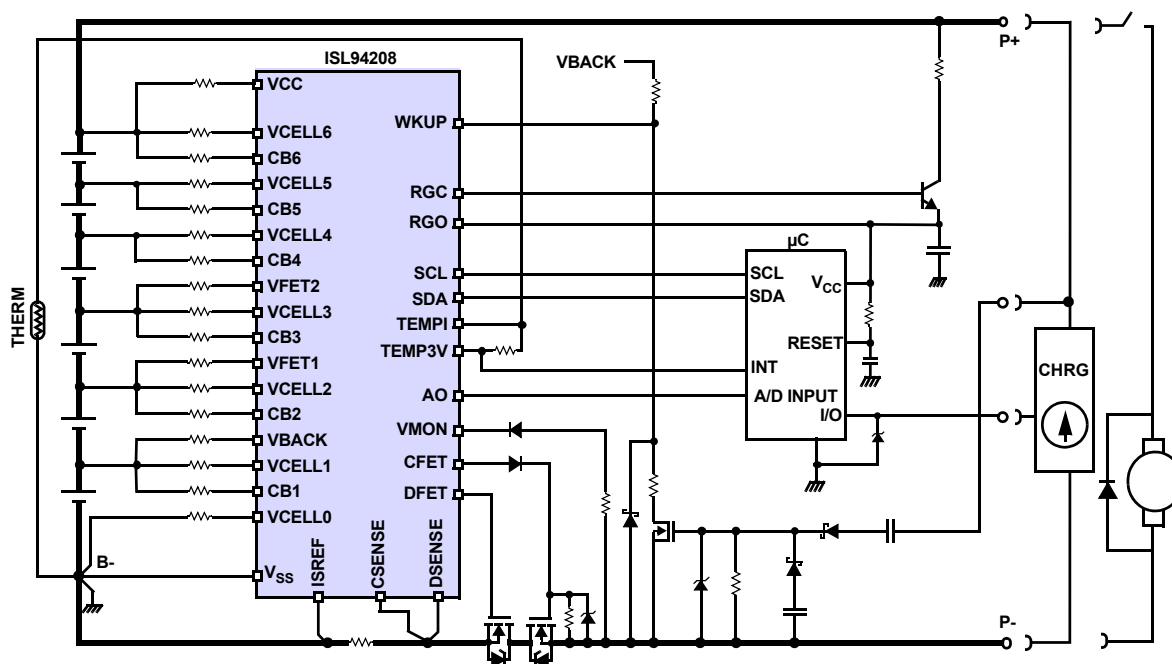 P+
ISL94208
VBACK
VCC
WKUP
VCELL6
CB6
VCELL5
RGC
CB5
RGO
VCELL4
µC
CB4
SCL
SCL
VCC
VFET2
SDA
SDA
THERM
VCELL3
TEMPI
CB3
RESET
TEMP3V
VFET1
INT
CHRG
VCELL2
AO
A/D INPUT
CB2
I/O
VMON
VBACK
CFET
VCELL1
DFET
CB1
VCELL0
B-
VSS
ISREF
CSENSE
DSENSE
P-